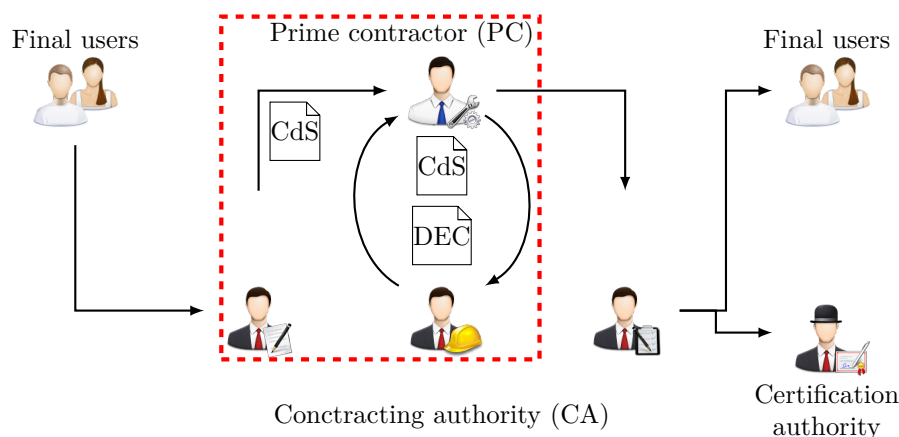 Prime contractor (PC)
Final users
Final users
CdS
CdS
DEC
Certification
authority
Conctracting authority (CA)